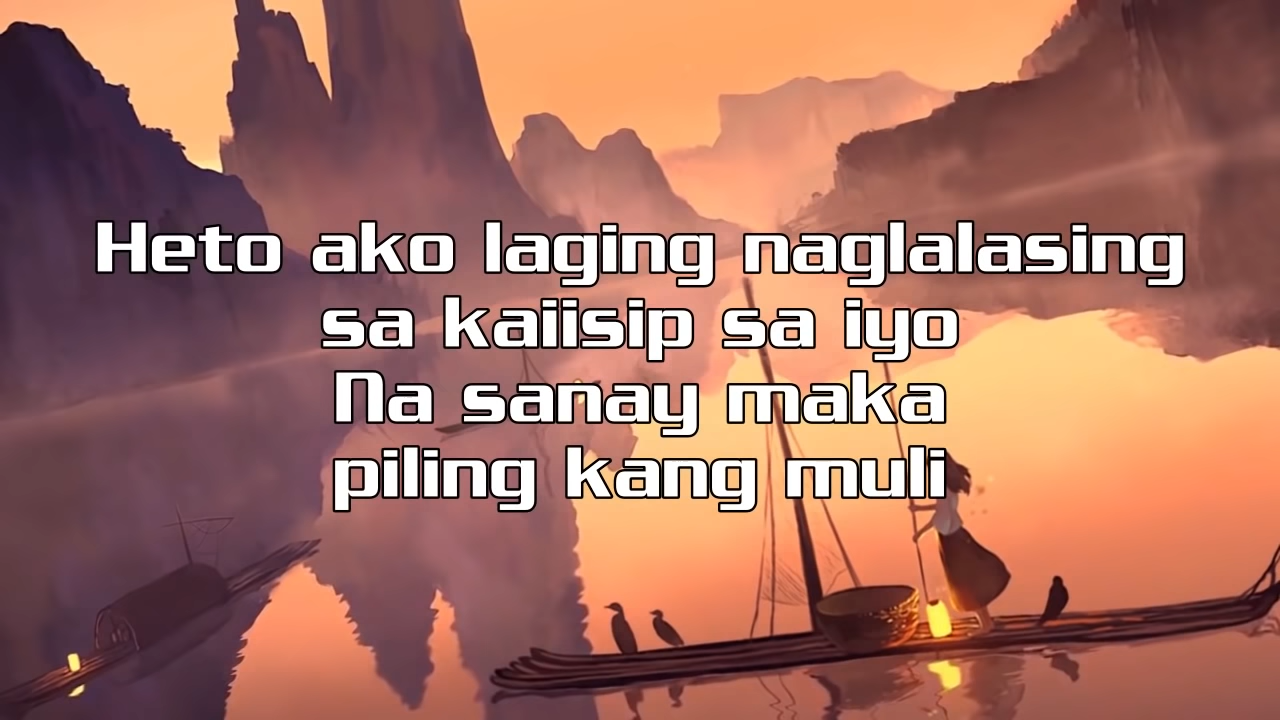 Heto ako laging naglalasing
sa kaiisip sa iyo
Na sanay maka
piling kang muli